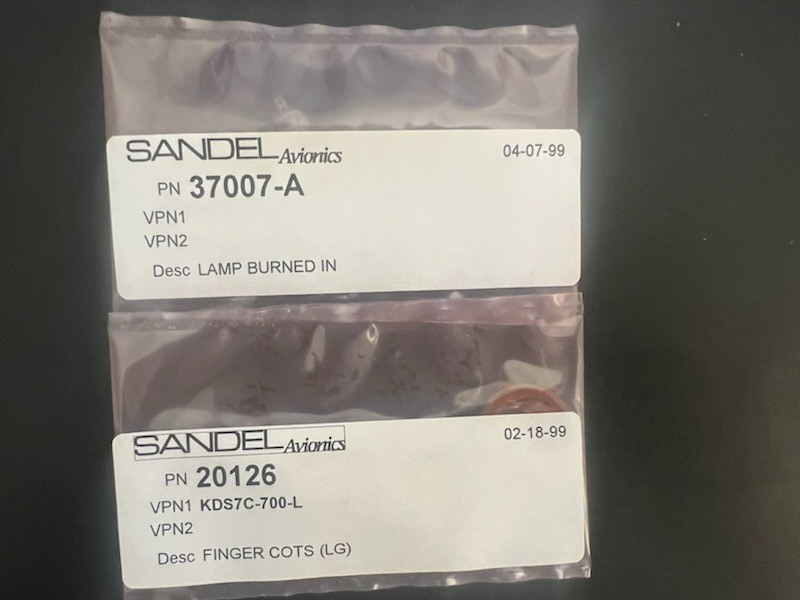 SANDEL Avionics 04-07-99
PN 37007-A
VPN1
VPN2
Desc LAMP BURNED IN
SANDEL Avionics 02-18-99
PN 20126
VPN1 KDS7C-700-L
VPN2
Desc FINGER COTS (LG)